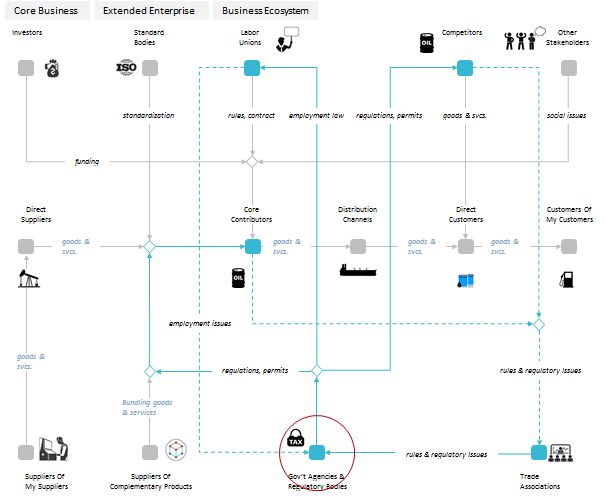 Core Business
Extended Enterprise
Business Ecosystem
Investors
Standard
Bodies
Labor
Unions
Competitors
Other
Stakeholders
OIL
ISO
standardization
rules, contract
employment law
regulations, permits
goods & svcs.
social issues
funding
Direct
Suppliers
Core
Contributors
Distribution
Channels
Direct
Customers
Customers Of
My Customers
goods &
svcs.
goods &
svcs.
goods &
svcs.
goods &
svcs.
OIL
employment issues
goods &
svcs.
regulations, permits
rules & regulatory Issues
Bundling goods
& services
TAX
rules & regulatory Issues
Suppliers Of
My Suppliers
Suppliers Of
Complementary Products
Gov't Agencies &
Regulatory Bodies
Trade
Associations